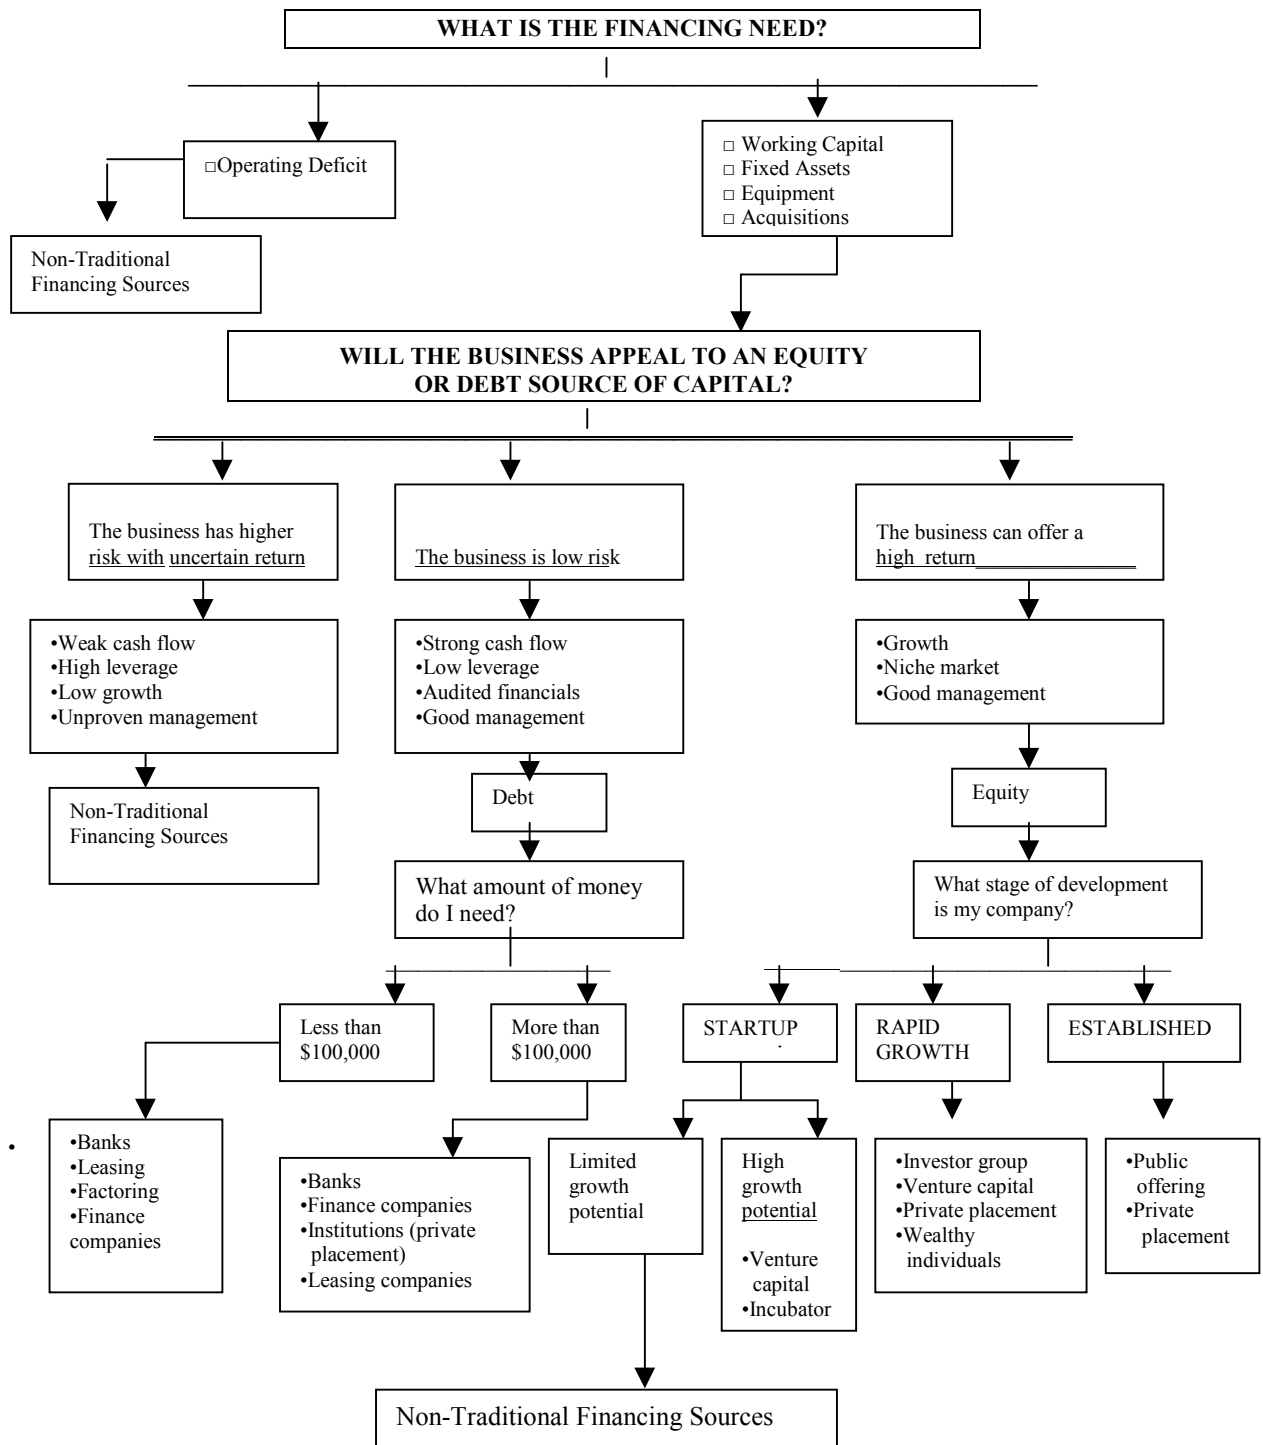 WHAT IS THE FINANCING NEED?
□Operating Deficit
□ Working Capital
□ Fixed Assets
□ Equipment
□ Acquisitions
Non-Traditional
Financing Sources
WILL THE BUSINESS APPEAL TO AN EQUITY
OR DEBT SOURCE OF CAPITAL?
The business has higher
risk with uncertain return
The business is low risk
The business can offer a
high return
•Weak cash flow
•High leverage
•Low growth
•Unproven management
•Strong cash flow
•Low leverage
•Audited financials
•Good management
•Growth
•Niche market
•Good management
Non-Traditional
Financing Sources
Debt
Equity
What amount of money
do I need?
What stage of development
is my company?
Less than
$100,000
More than
$100,000
STARTUP
RAPID
GROWTH
ESTABLISHED
•Banks
•Leasing
•Factoring
•Finance
companies
•Banks
•Finance companies
•Institutions (private
placement)
•Leasing companies
Limited
growth
potential
High
growth
potential
•Venture
capital
•Incubator
•Investor group
•Venture capital
•Private placement
•Wealthy
individuals
•Public
offering
•Private
placement
Non-Traditional Financing Sources